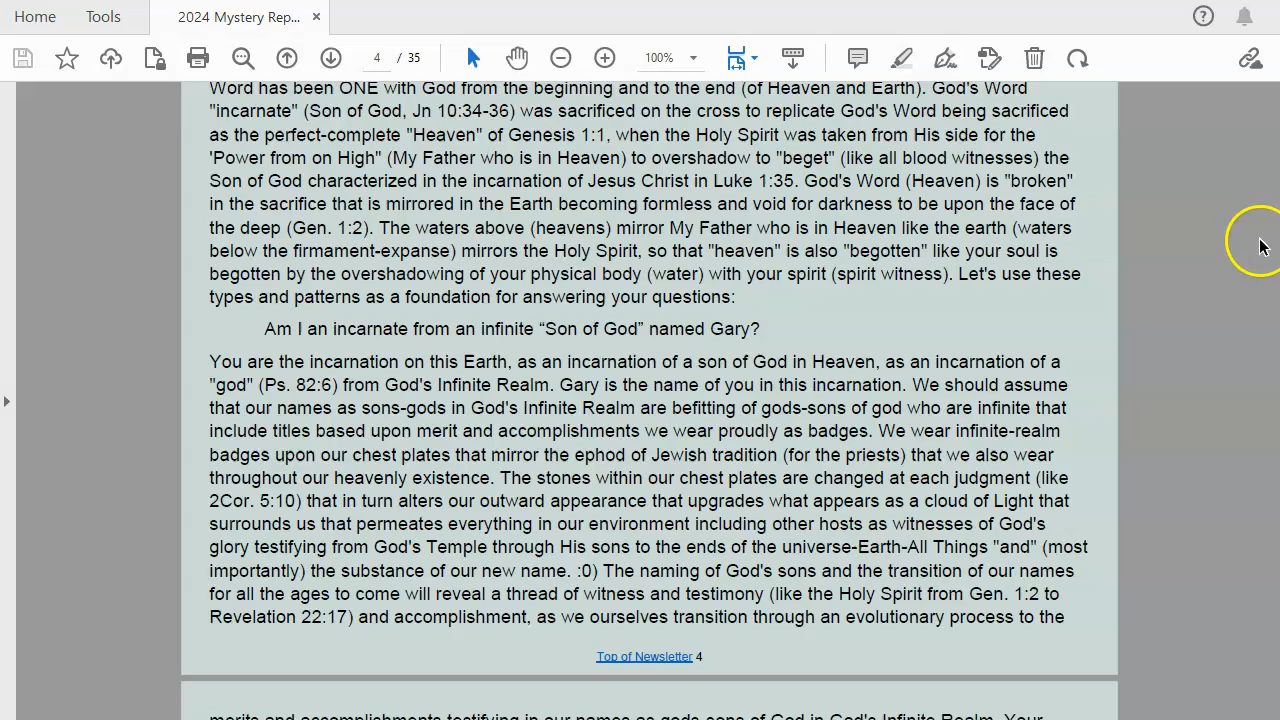 Home Tools 2024 Mystery Rep... ×
4 / 35 100%
Word has been ONE with God from the beginning and to the end (of Heaven and Earth). God's Word
"incarnate" (Son of God, Jn 10:34-36) was sacrificed on the cross to replicate God's Word being sacrificed
as the perfect-complete "Heaven" of Genesis 1:1, when the Holy Spirit was taken from His side for the
'Power from on High" (My Father who is in Heaven) to overshadow to "beget" (like all blood witnesses) the
Son of God characterized in the incarnation of Jesus Christ in Luke 1:35. God's Word (Heaven) is "broken"
in the sacrifice that is mirrored in the Earth becoming formless and void for darkness to be upon the face of
the deep (Gen. 1:2). The waters above (heavens) mirror My Father who is in Heaven like the earth (waters
below the firmament-expanse) mirrors the Holy Spirit, so that "heaven" is also "begotten" like your soul is
begotten by the overshadowing of your physical body (water) with your spirit (spirit witness). Let's use these
types and patterns as a foundation for answering your questions:
Am I an incarnate from an infinite “Son of God” named Gary?
You are the incarnation on this Earth, as an incarnation of a son of God in Heaven, as an incarnation of a
"god" (Ps. 82:6) from God's Infinite Realm. Gary is the name of you in this incarnation. We should assume
that our names as sons-gods in God's Infinite Realm are befitting of gods-sons of god who are infinite that
include titles based upon merit and accomplishments we wear proudly as badges. We wear infinite-realm
badges upon our chest plates that mirror the ephod of Jewish tradition (for the priests) that we also wear
throughout our heavenly existence. The stones within our chest plates are changed at each judgment (like
2Cor. 5:10) that in turn alters our outward appearance that upgrades what appears as a cloud of Light that
surrounds us that permeates everything in our environment including other hosts as witnesses of God's
glory testifying from God's Temple through His sons to the ends of the universe-Earth-All Things "and" (most
importantly) the substance of our new name. :0) The naming of God's sons and the transition of our names
for all the ages to come will reveal a thread of witness and testimony (like the Holy Spirit from Gen. 1:2 to
Revelation 22:17) and accomplishment, as we ourselves transition through an evolutionary process to the
Top of Newsletter 4
merits and accomplishments testifying in our names as gods-sons of God in God's Infinite Realm. Your